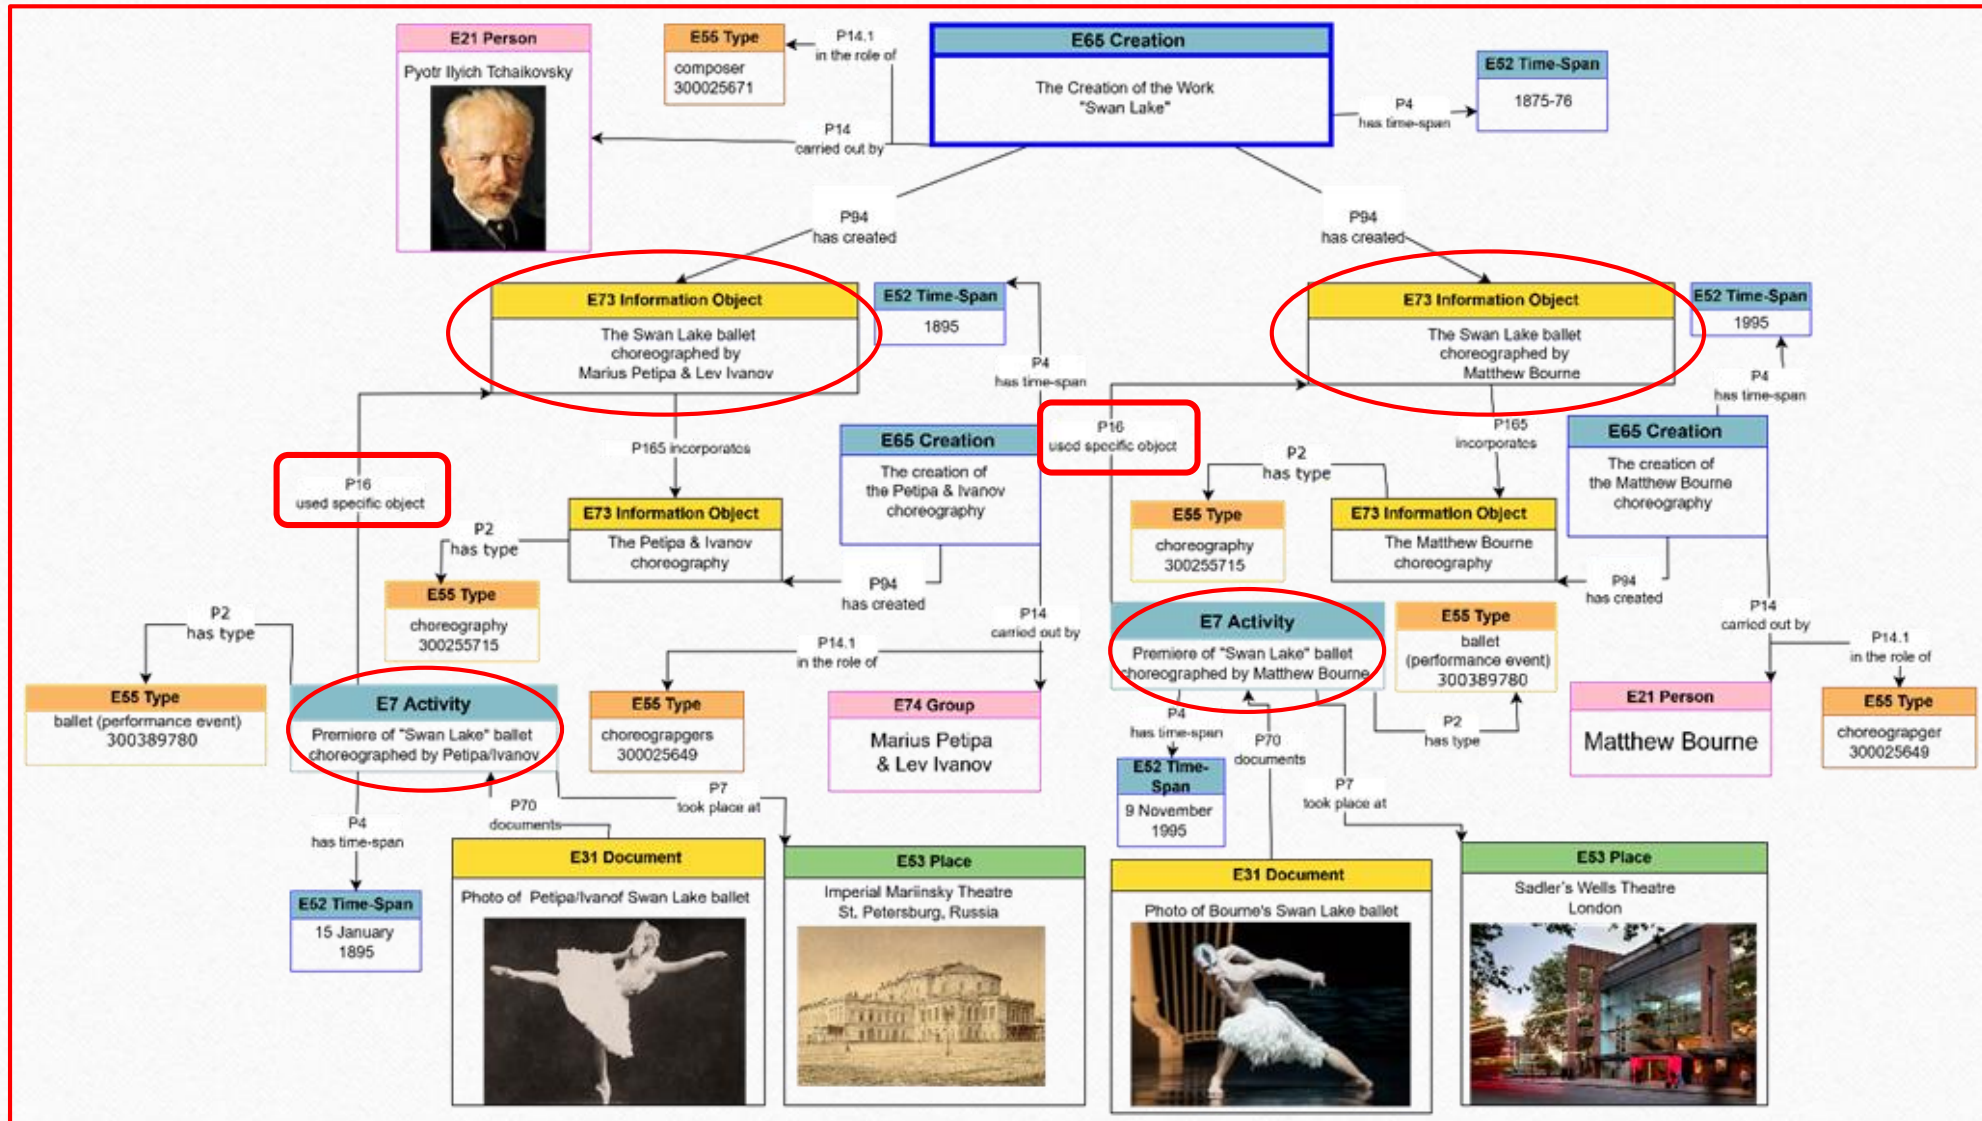 E21 Person
Pyotr Ilyich Tchaikovsky
E55 Type
composer
300025671
P14.1
in the role of
P14
carried out by
E65 Creation
The Creation of the Work
"Swan Lake"
P4
has time-span
E52 Time-Span
1875-76
P94
has created
P94
has created
E73 Information Object
The Swan Lake ballet
choreographed by
Marius Petipa & Lev Ivanov
E52 Time-Span
1895
P4
has time-span
E73 Information Object
The Swan Lake ballet
choreographed by
Matthew Bourne
E52 Time-Span
1995
P4
has time-span
P16
used specific object
P165 incorporates
E65 Creation
The creation of
the Petipa & Ivanov
choreography
P16
used specific object
P2
has type
P165
incorporates
E65 Creation
The creation of
the Matthew Bourne
choreography
P2
has type
E73 Information Object
The Petipa & Ivanov
choreography
P94
has created
E55 Type
choreography
300255715
E73 Information Object
The Matthew Bourne
choreography
P94
has created
E55 Type
choreography
300255715
P2
has type
P14.1
in the role of
P14
carried out by
E7 Activity
Premiere of "Swan Lake" ballet
choreographed by Matthew Bourne
E55 Type
ballet
(performance event)
300389780
P14
carried out by
P14.1
in the role of
E55 Type
ballet (performance event)
300389780
E7 Activity
Premiere of "Swan Lake" ballet
choreographed by Petipa/Ivanov
E55 Type
choreograpgers
300025649
E74 Group
Marius Petipa
& Lev Ivanov
P4
has time-span
P70
documents
P2
has type
E21 Person
Matthew Bourne
E55 Type
choreograpger
300025649
P4
has time-span
P70
documents
P7
took place at
E52 Time-
Span
9 November
1995
P7
took place at
E52 Time-Span
15 January
1895
E31 Document
Photo of Petipa/Ivanof Swan Lake ballet
E53 Place
Imperial Mariinsky Theatre
St. Petersburg, Russia
E31 Document
Photo of Bourne's Swan Lake ballet
E53 Place
Sadler's Wells Theatre
London